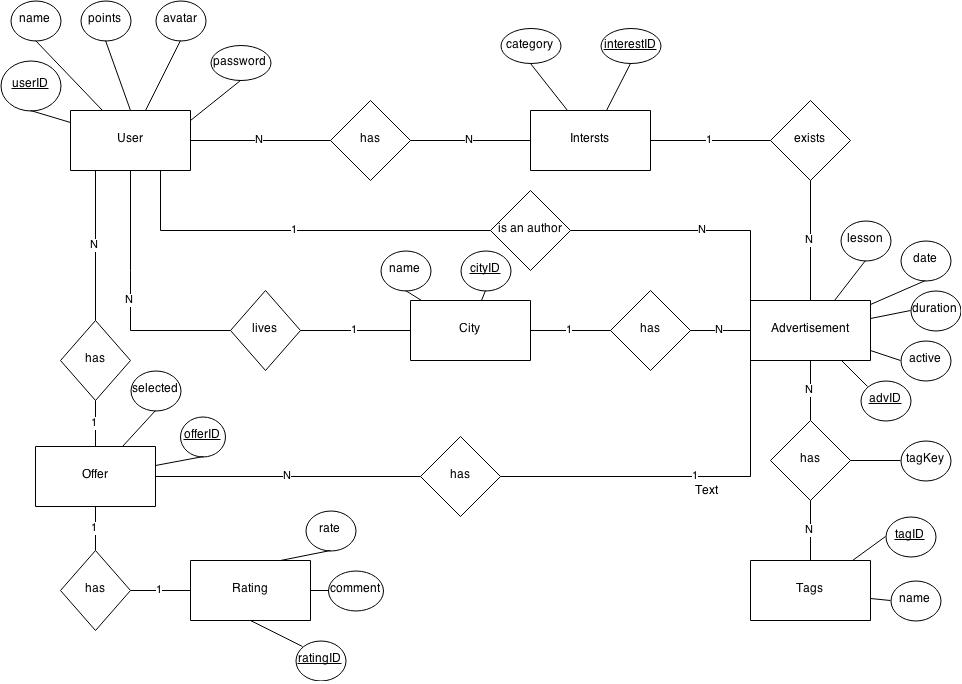 name
points
avatar
password
userID
category
interestID
User
N
has
N
Intersts
1
exists
1
is an author
N
N
N
lesson
date
name
cityID
duration
N
lives
1
City
1
has
N
Advertisement
has
active
selected
N
advID
1
offerID
has
tagKey
Offer
N
has
1
Text
1
rate
N
tagID
has
1
Rating
comment
Tags
name
ratingID